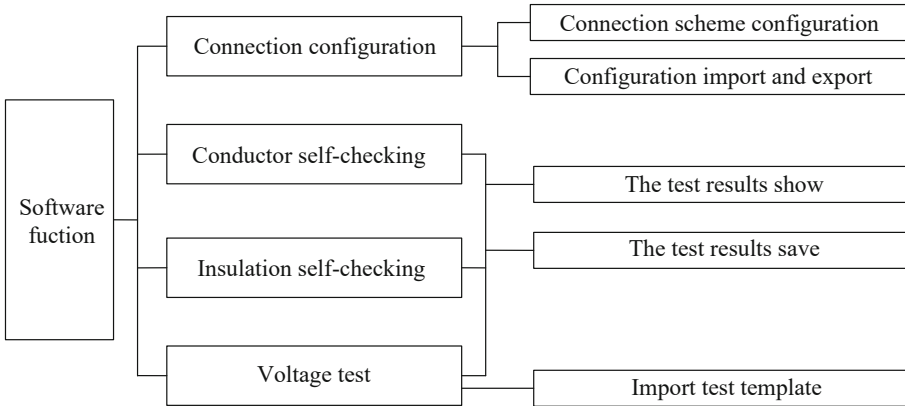 Software
fuction
Connection configuration
Conductor self-checking
Insulation self-checking
Voltage test
Connection scheme configuration
Configuration import and export
The test results show
The test results save
Import test template